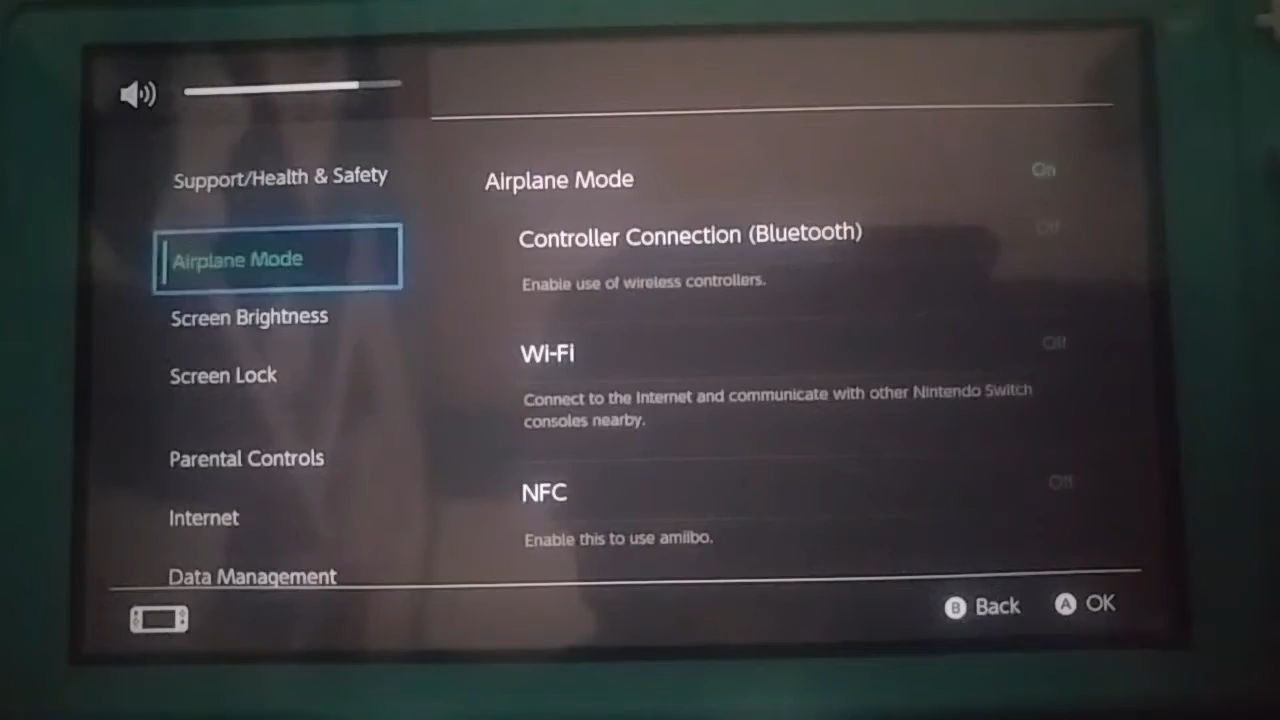 Support/Health & Safety
Airplane Mode
Screen Brightness
Screen Lock
Parental Controls
Internet
Data Management
Airplane Mode
On
Controller Connection (Bluetooth)
Off
Enable use of wireless controllers.
Wi-Fi
Off
Connect to the Internet and communicate with other Nintendo Switch
consoles nearby.
NFC
Off
Enable this to use amiibo.
B Back
A OK